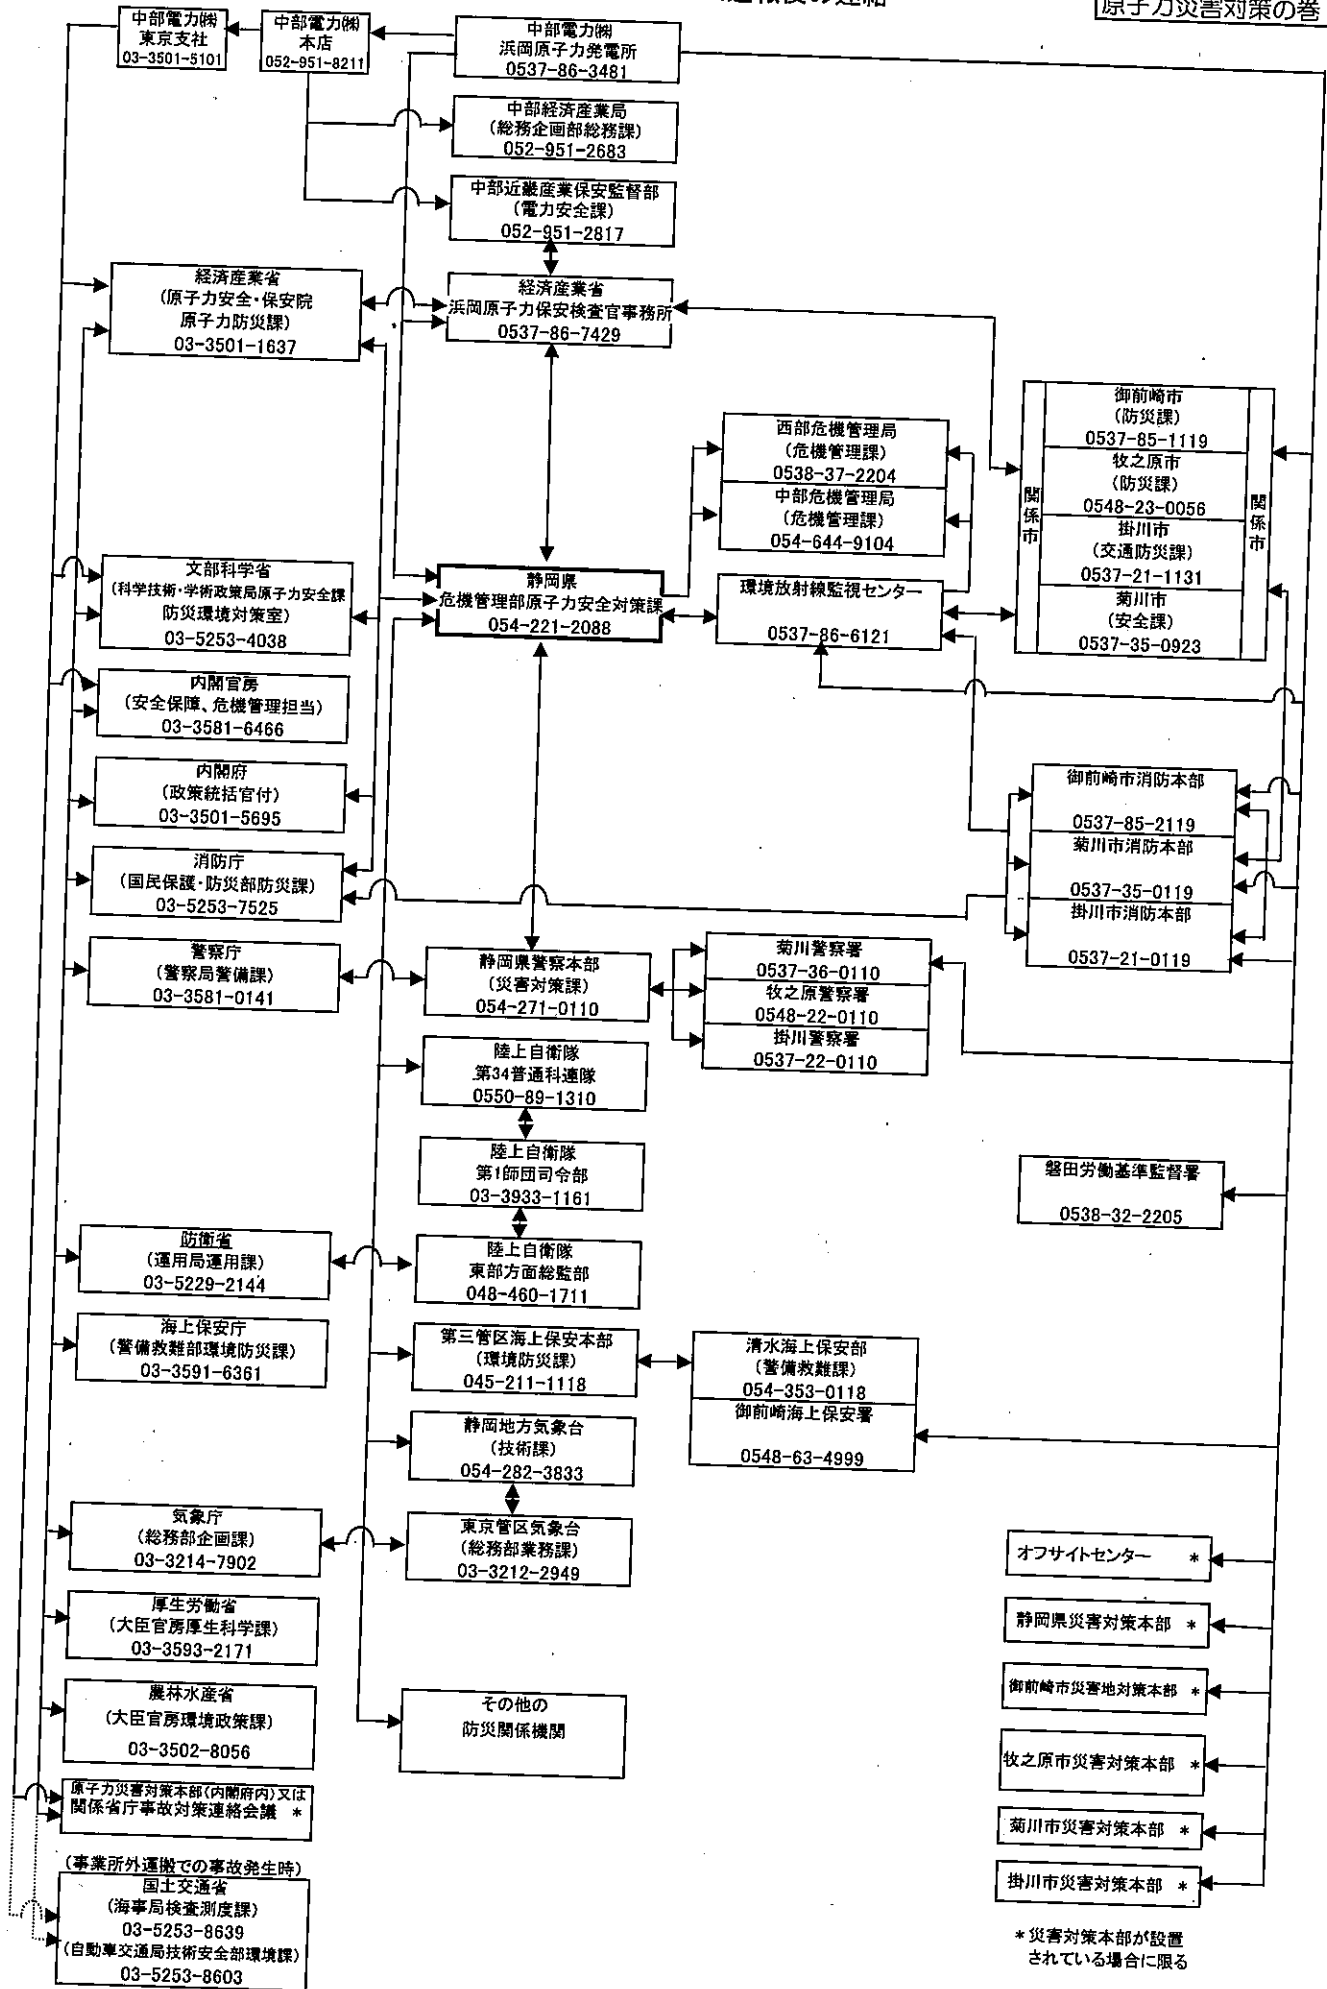 原子力災害対策の巻
中部電力㈱
東京支社
03-3501-5101
中部電力㈱
本店
052-951-8211
中部電力㈱
浜岡原子力発電所
0537-86-3481
中部経済産業局
(総務企画部総務課)
052-951-2683
中部近畿産業保安監督部
(電力安全課)
052-951-2817
経済産業省
(原子力安全・保安院
原子力防災課)
03-3501-1637
経済産業省
浜岡原子力保安検査官事務所
0537-86-7429
西部危機管理局
(危機管理課)
0538-37-2204
中部危機管理局
(危機管理課)
054-644-9104
関係市
御前崎市
(防災課)
0537-85-1119
牧之原市
(防災課)
0548-23-0056
掛川市
(交通防災課)
0537-21-1131
菊川市
(安全課)
0537-35-0923
関係市
文部科学省
(科学技術・学術政策局原子力安全課
防災環境対策室)
03-5253-4038
静岡県
危機管理部原子力安全対策課
054-221-2088
環境放射線監視センター
0537-86-6121
内閣官房
(安全保障、危機管理担当)
03-3581-6466
内閣府
(政策統括官付)
03-3501-5695
御前崎市消防本部
0537-85-2119
菊川市消防本部
0537-35-0119
掛川市消防本部
0537-21-0119
消防庁
(国民保護・防災部防災課)
03-5253-7525
警察庁
(警察局警備課)
03-3581-0141
静岡県警察本部
(災害対策課)
054-271-0110
菊川警察署
0537-36-0110
牧之原警察署
0548-22-0110
掛川警察署
0537-22-0110
陸上自衛隊
第34普通科連隊
0550-89-1310
陸上自衛隊
第1師団司令部
03-3933-1161
磐田労働基準監督署
0538-32-2205
防衛省
(運用局運用課)
03-5229-2144
陸上自衛隊
東部方面総監部
048-460-1711
海上保安庁
(警備救難部環境防災課)
03-3591-6361
第三管区海上保安本部
(環境防災課)
045-211-1118
清水海上保安部
(警備救難課)
054-353-0118
御前崎海上保安署
0548-63-4999
静岡地方気象台
(技術課)
054-282-3833
気象庁
(総務部企画課)
03-3214-7902
東京管区気象台
(総務部業務課)
03-3212-2949
オフサイトセンター *
厚生労働省
(大臣官房厚生科学課)
03-3593-2171
静岡県災害対策本部 *
農林水産省
(大臣官房環境政策課)
03-3502-8056
その他の
防災関係機関
御前崎市災害地対策本部 *
牧之原市災害対策本部 *
原子力災害対策本部(内閣府内)又は
関係省庁事故対策連絡会議 *
菊川市災害対策本部 *
掛川市災害対策本部 *
(事業所外運搬での事故発生時)
国土交通省
(海事局検査測度課)
03-5253-8639
(自動車交通局技術安全部環境課)
03-5253-8603
*災害対策本部が設置
されている場合に限る